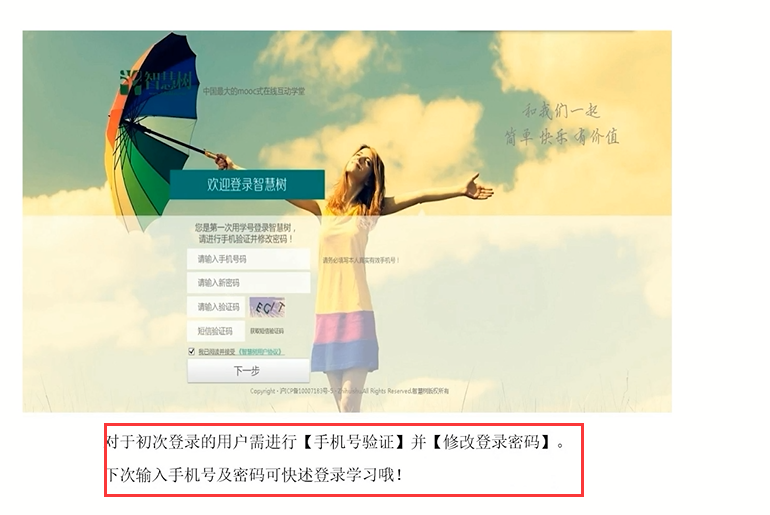 智慧树
中国最大的mooc式在线互动学堂
和我们一起
简单 快乐 有价值
欢迎登录智慧树
您是第一次用学号登录智慧树，
请进行手机验证并修改密码！
请输入手机号码
请务必填写本人真实有效手机号！
请输入新密码
请输入验证码
短信验证码
获取短信验证码
我已阅读并接受《智慧树用户协议》
下一步
对于初次登录的用户需进行【手机号验证】并【修改登录密码】。
下次输入手机号及密码可快述登录学习哦！